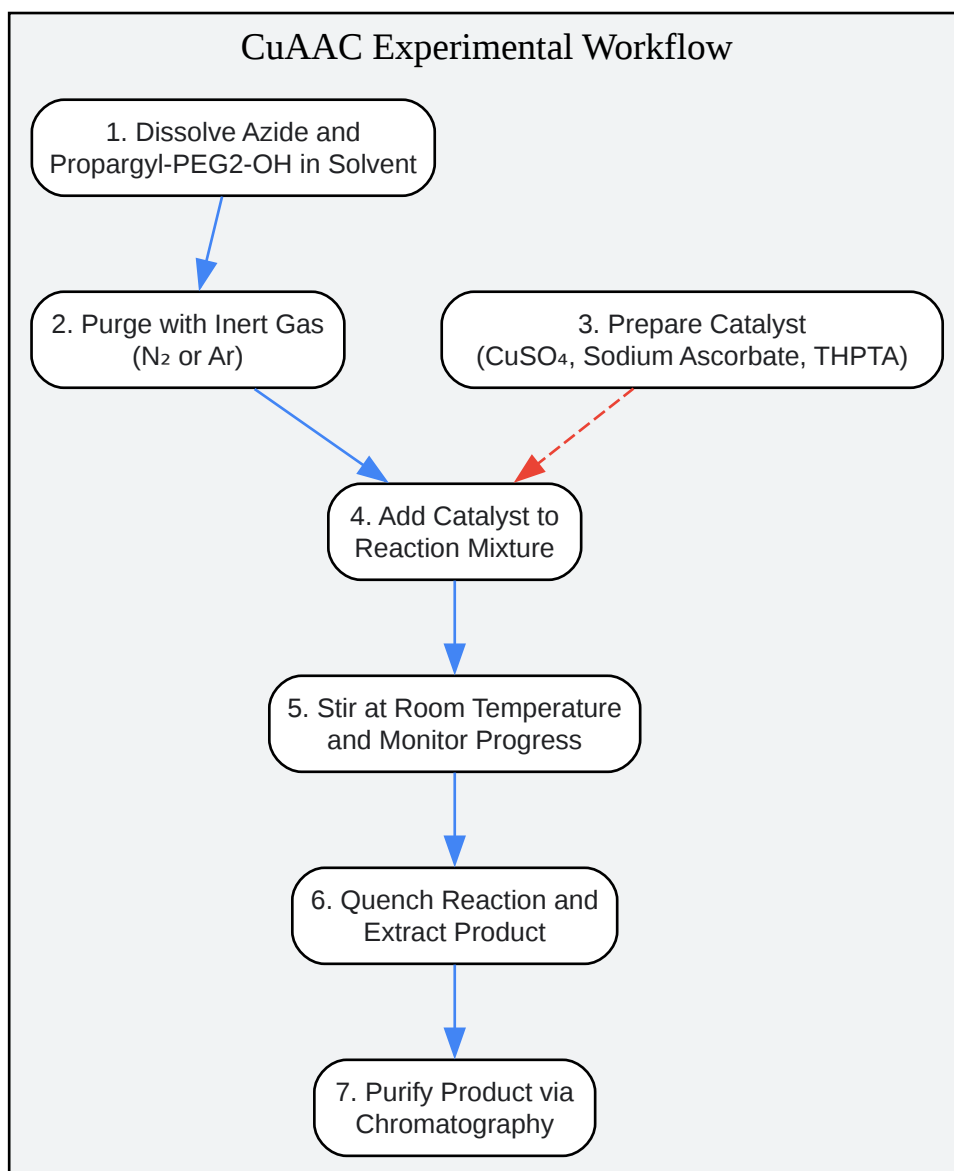 CuAAC Experimental Workflow
1. Dissolve Azide and
Propargyl-PEG2-OH in Solvent
2. Purge with Inert Gas
(N₂ or Ar)
3. Prepare Catalyst
(CuSO₄, Sodium Ascorbate, THPTA)
4. Add Catalyst to
Reaction Mixture
5. Stir at Room Temperature
and Monitor Progress
6. Quench Reaction and
Extract Product
7. Purify Product via
Chromatography